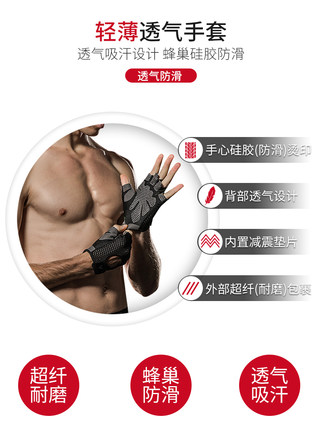 轻薄透气手套
透气吸汗设计 蜂巢硅胶防滑
透气防滑
手心硅胶(防滑)烫印
背部透气设计
内置减震垫片
外部超纤(耐磨)包裹
超纤
耐磨
蜂巢
防滑
透气
吸汗